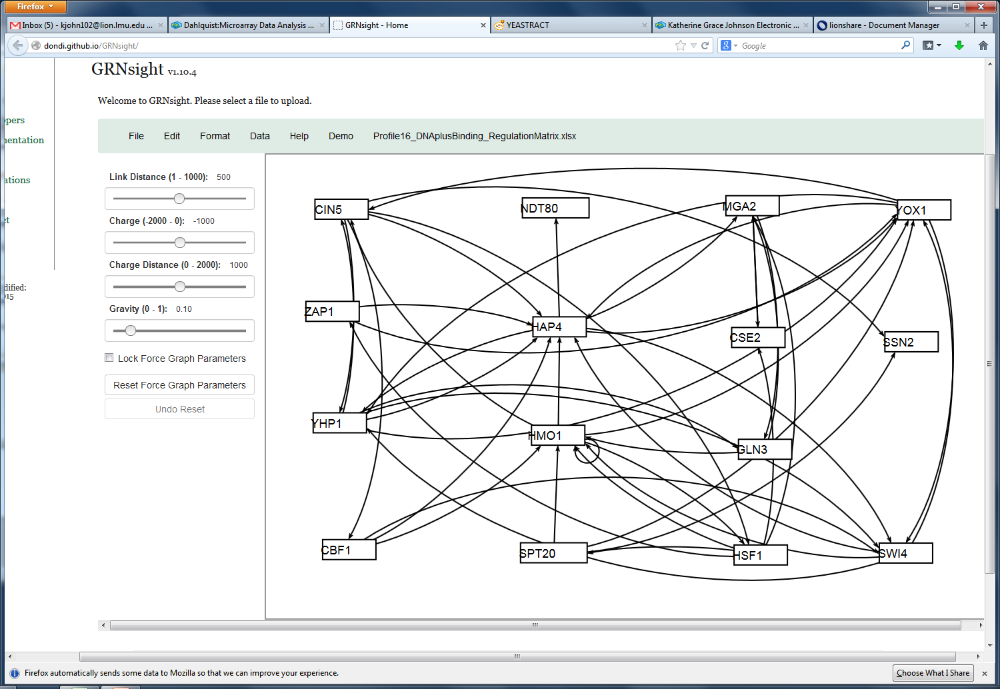 Firefox
Inbox (5) - kjohn102@lion.lmu.edu ...
Dahlquist:Microarray Data Analysis ...
GRNsight - Home
YEASTRACT
Katherine Grace Johnson Electronic ...
lionshare - Document Manager
dondi.github.io/GRNsight/
Google
GRNsight v1.10.4
Welcome to GRNsight. Please select a file to upload.
File Edit Format Data Help Demo Profile16_DNAplusBinding_RegulationMatrix.xlsx
opers
mentation
ations
ct
dified:
015
Link Distance (1 - 1000): 500
Charge (-2000 - 0): -1000
Charge Distance (0 - 2000): 1000
Gravity (0 - 1): 0.10
Lock Force Graph Parameters
Reset Force Graph Parameters
Undo Reset
CIN5
NDT80
MGA2
YOX1
ZAP1
HAP4
CSE2
SSN2
YHP1
HMO1
GLN3
CBF1
SPT20
HSF1
SWI4
Firefox automatically sends some data to Mozilla so that we can improve your experience.
Choose What I Share